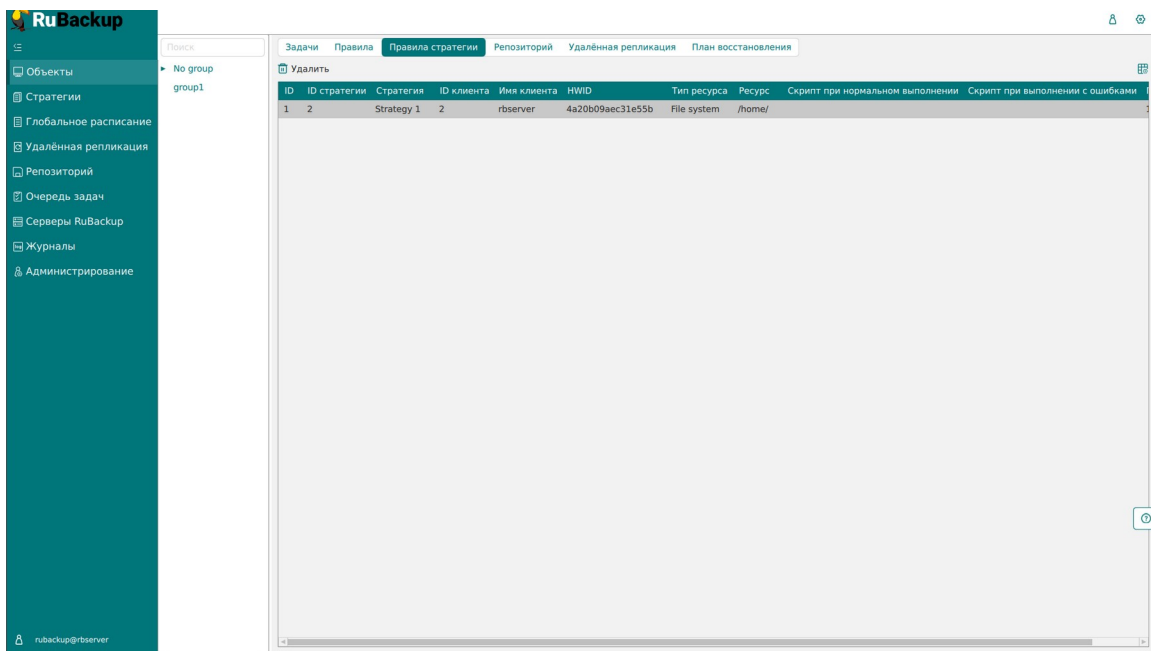 RuBackup
Объекты
Стратегии
Глобальное расписание
Удалённая репликация
Репозиторий
Очередь задач
Серверы RuBackup
Журналы
Администрирование
rubackup@rbserver
Поиск
No group
group1
Задачи Правила Правила стратегии Репозиторий Удалённая репликация План восстановления
Удалить
ID ID стратегии Стратегия ID клиента Имя клиента HWID Тип ресурса Ресурс Скрипт при нормальном выполнении Скрипт при выполнении с ошибками
1 2 Strategy 1 2 rbserver 4a20b09aec31e55b File system /home/